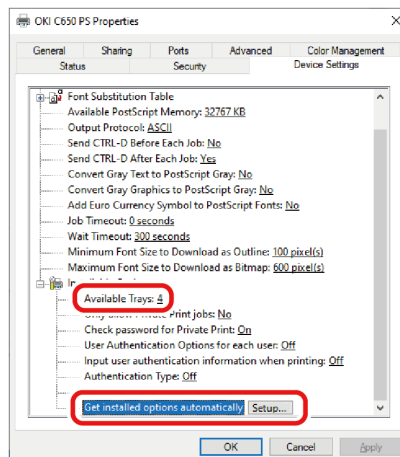 OKI C650 PS Properties
General Sharing Ports Advanced Color Management
Status Security Device Settings
Font Substitution Table
Available PostScript Memory: 32767 KB
Output Protocol: ASCII
Send CTRL-D Before Each Job: No
Send CTRL-D After Each Job: Yes
Convert Gray Text to PostScript Gray: No
Convert Gray Graphics to PostScript Gray: No
Add Euro Currency Symbol to PostScript Fonts: No
Job Timeout: 0 seconds
Wait Timeout: 300 seconds
Minimum Font Size to Download as Outline: 100 pixel(s)
Maximum Font Size to Download as Bitmap: 600 pixel(s)
Available Trays: 4
Print jobs: No
Check password for Private Print: On
User Authentication Options for each user: Off
Input user authentication information when printing: Off
Authentication Type: Off
Get installed options automatically Setup...
OK Cancel Apply